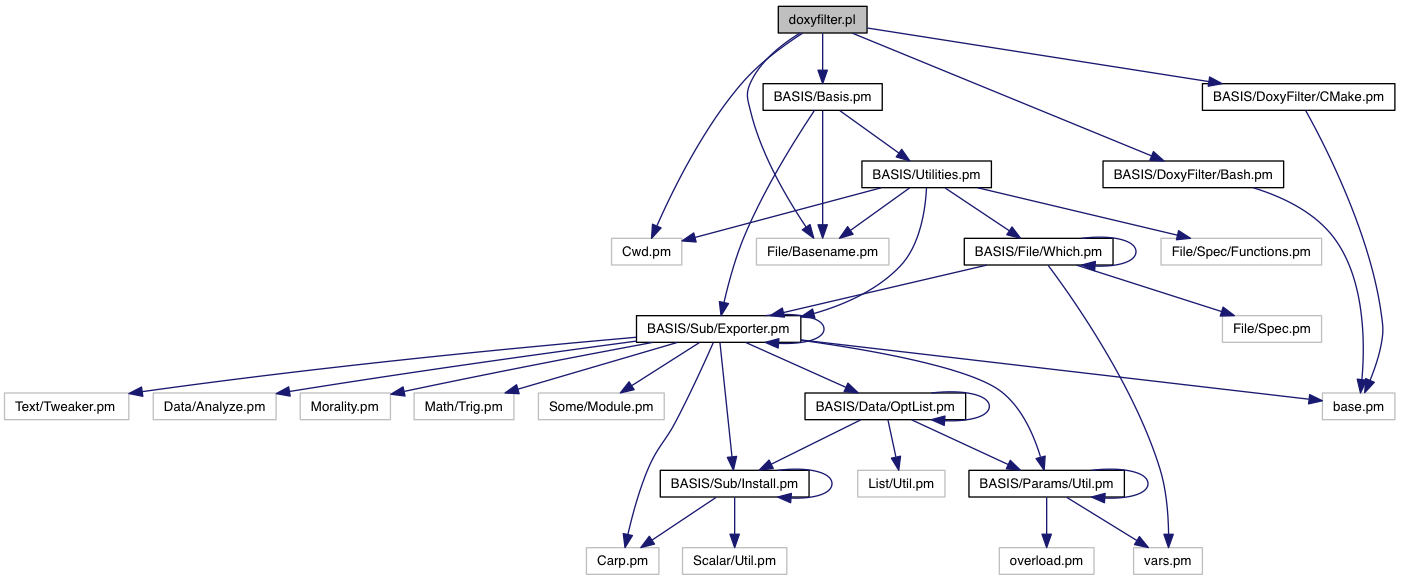 doxyfilter.pl
BASIS/Basis.pm
BASIS/DoxyFilter/CMake.pm
BASIS/Utilities.pm
BASIS/DoxyFilter/Bash.pm
Cwd.pm
File/Basename.pm
BASIS/File/Which.pm
File/Spec/Functions.pm
BASIS/Sub/Exporter.pm
File/Spec.pm
Text/Tweaker.pm
Data/Analyze.pm
Morality.pm
Math/Trig.pm
Some/Module.pm
BASIS/Data/OptList.pm
base.pm
BASIS/Sub/Install.pm
List/Util.pm
BASIS/Params/Util.pm
Carp.pm
Scalar/Util.pm
overload.pm
vars.pm